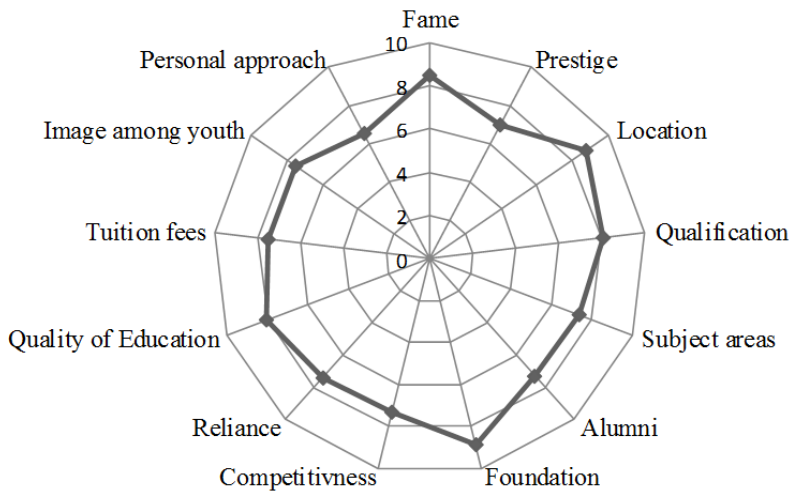 Fame
Prestige
Location
Qualification
Subject areas
Alumni
Foundation
Competitivness
Reliance
Quality of Education
Tuition fees
Image among youth
Personal approach
10
8
6
4
2
0